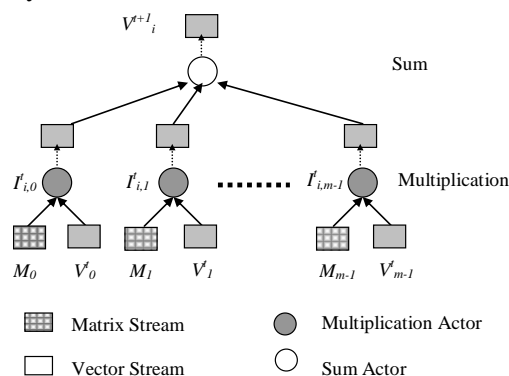 V^{t+1}_i
Sum
I^t_{i,0} I^t_{i,1} I^t_{i,m-1} Multiplication
M_0 V^t_0 M_1 V^t_1 M_{m-1} V^t_{m-1}
Matrix Stream Multiplication Actor
Vector Stream Sum Actor